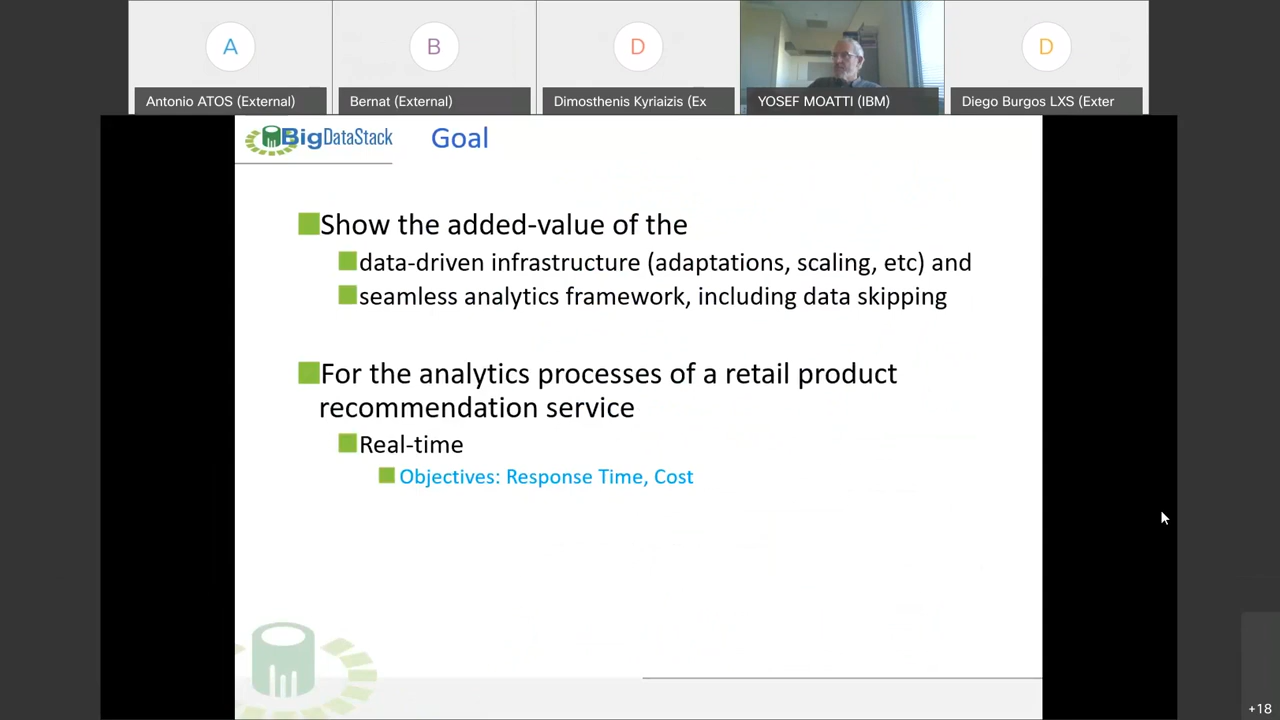 A
B
D
D
Antonio ATOS (External)
Bernat (External)
Dimosthenis Kyriaizis (Ex
YOSEF MOATTI (IBM)
Diego Burgos LXS (Exter
BigDataStack
Goal
Show the added-value of the
data-driven infrastructure (adaptations, scaling, etc) and
seamless analytics framework, including data skipping
For the analytics processes of a retail product
recommendation service
Real-time
Objectives: Response Time, Cost
+18